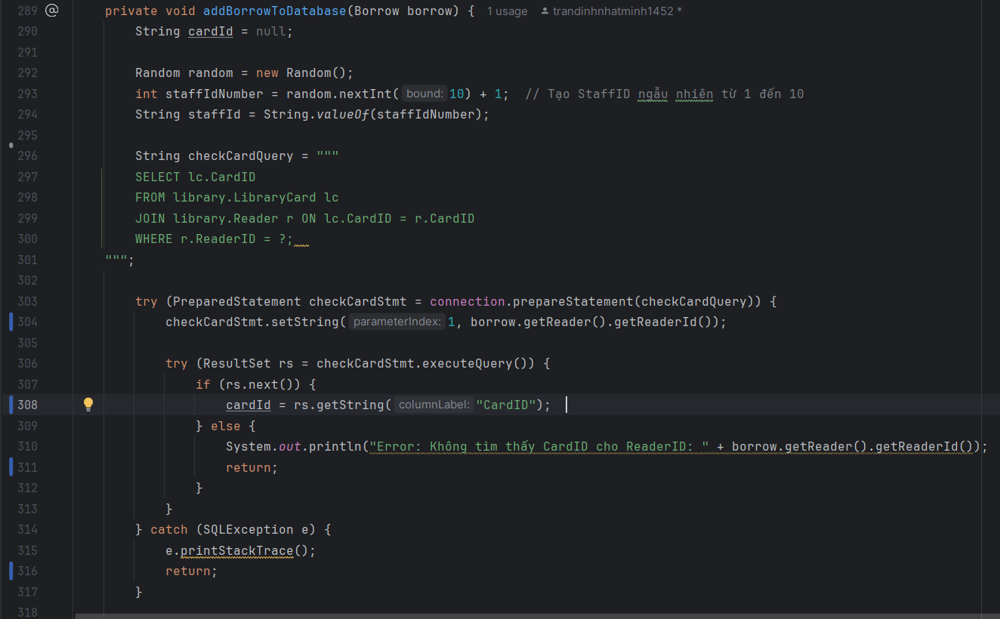 289 @ private void addBorrowToDatabase(Borrow borrow) { 1 usage trandinhnhatminh1452 *
290 String cardId = null;
291
292 Random random = new Random();
293 int staffIdNumber = random.nextInt( bound: 10) + 1; // Tạo StaffID ngẫu nhiên từ 1 đến 10
294 String staffId = String.valueOf(staffIdNumber);
295
296 String checkCardQuery = """
297 SELECT lc.CardID
298 FROM library.LibraryCard lc
299 JOIN library.Reader r ON lc.CardID = r.CardID
300 WHERE r.ReaderID = ?;
301 """;
302
303 try (PreparedStatement checkCardStmt = connection.prepareStatement(checkCardQuery)) {
304 checkCardStmt.setString( parameterIndex: 1, borrow.getReader().getReaderId());
305
306 try (ResultSet rs = checkCardStmt.executeQuery()) {
307 if (rs.next()) {
308 cardId = rs.getString( columnLabel: "CardID");
309 } else {
310 System.out.println("Error: Không tìm thấy CardID cho ReaderID: " + borrow.getReader().getReaderId());
311 return;
312 }
313 }
314 } catch (SQLException e) {
315 e.printStackTrace();
316 return;
317 }
318